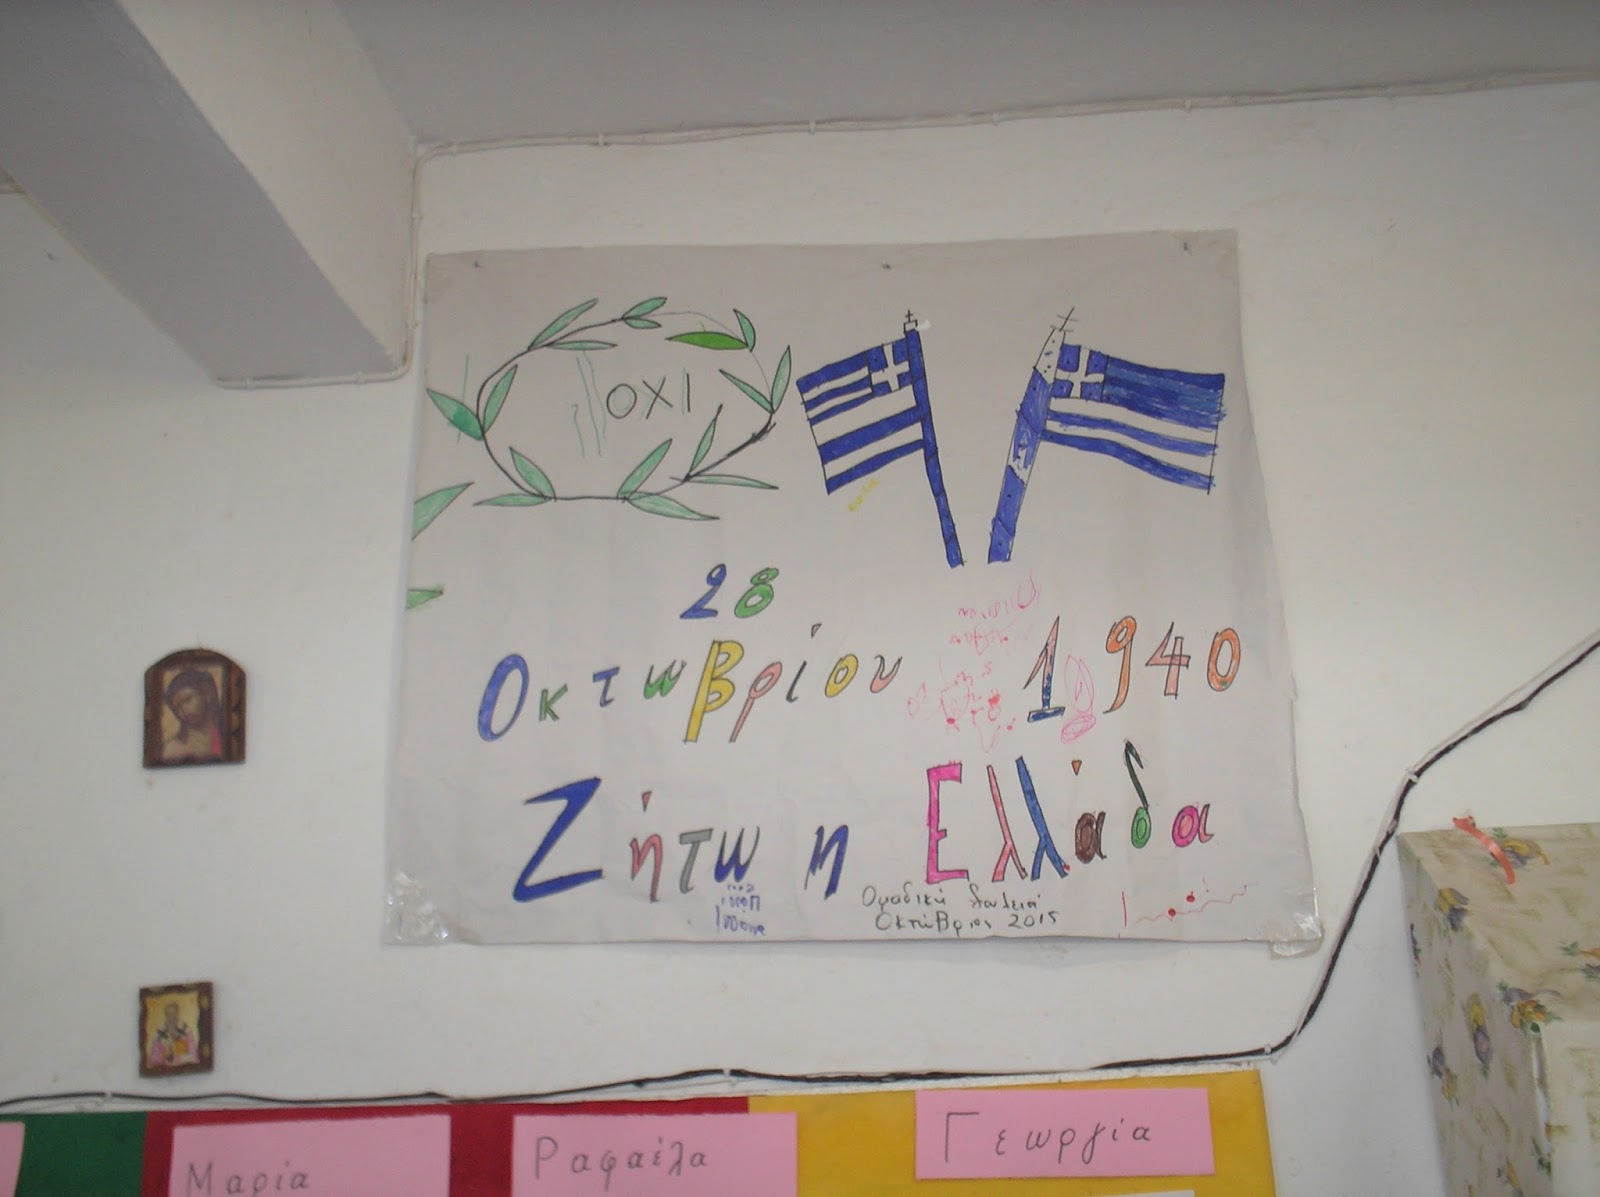 ΟΧΙ
28
Οκτωβρίου 1940
Ζήτω η Ελλάδα
Ομαδική δουλειά
Οκτώβριος 2015
Μαρία
Ραφαέλα
Γεωργία